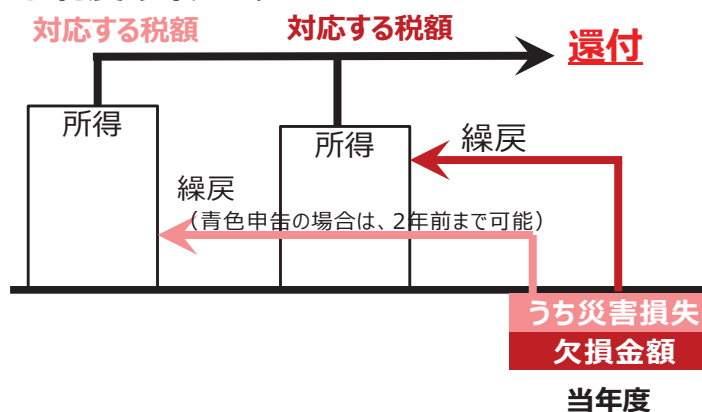 対応する税額
対応する税額
還付
所得
所得
繰戻
繰戻
（青色申告の場合は、2年前まで可能）
うち災害損失
欠損金額
当年度